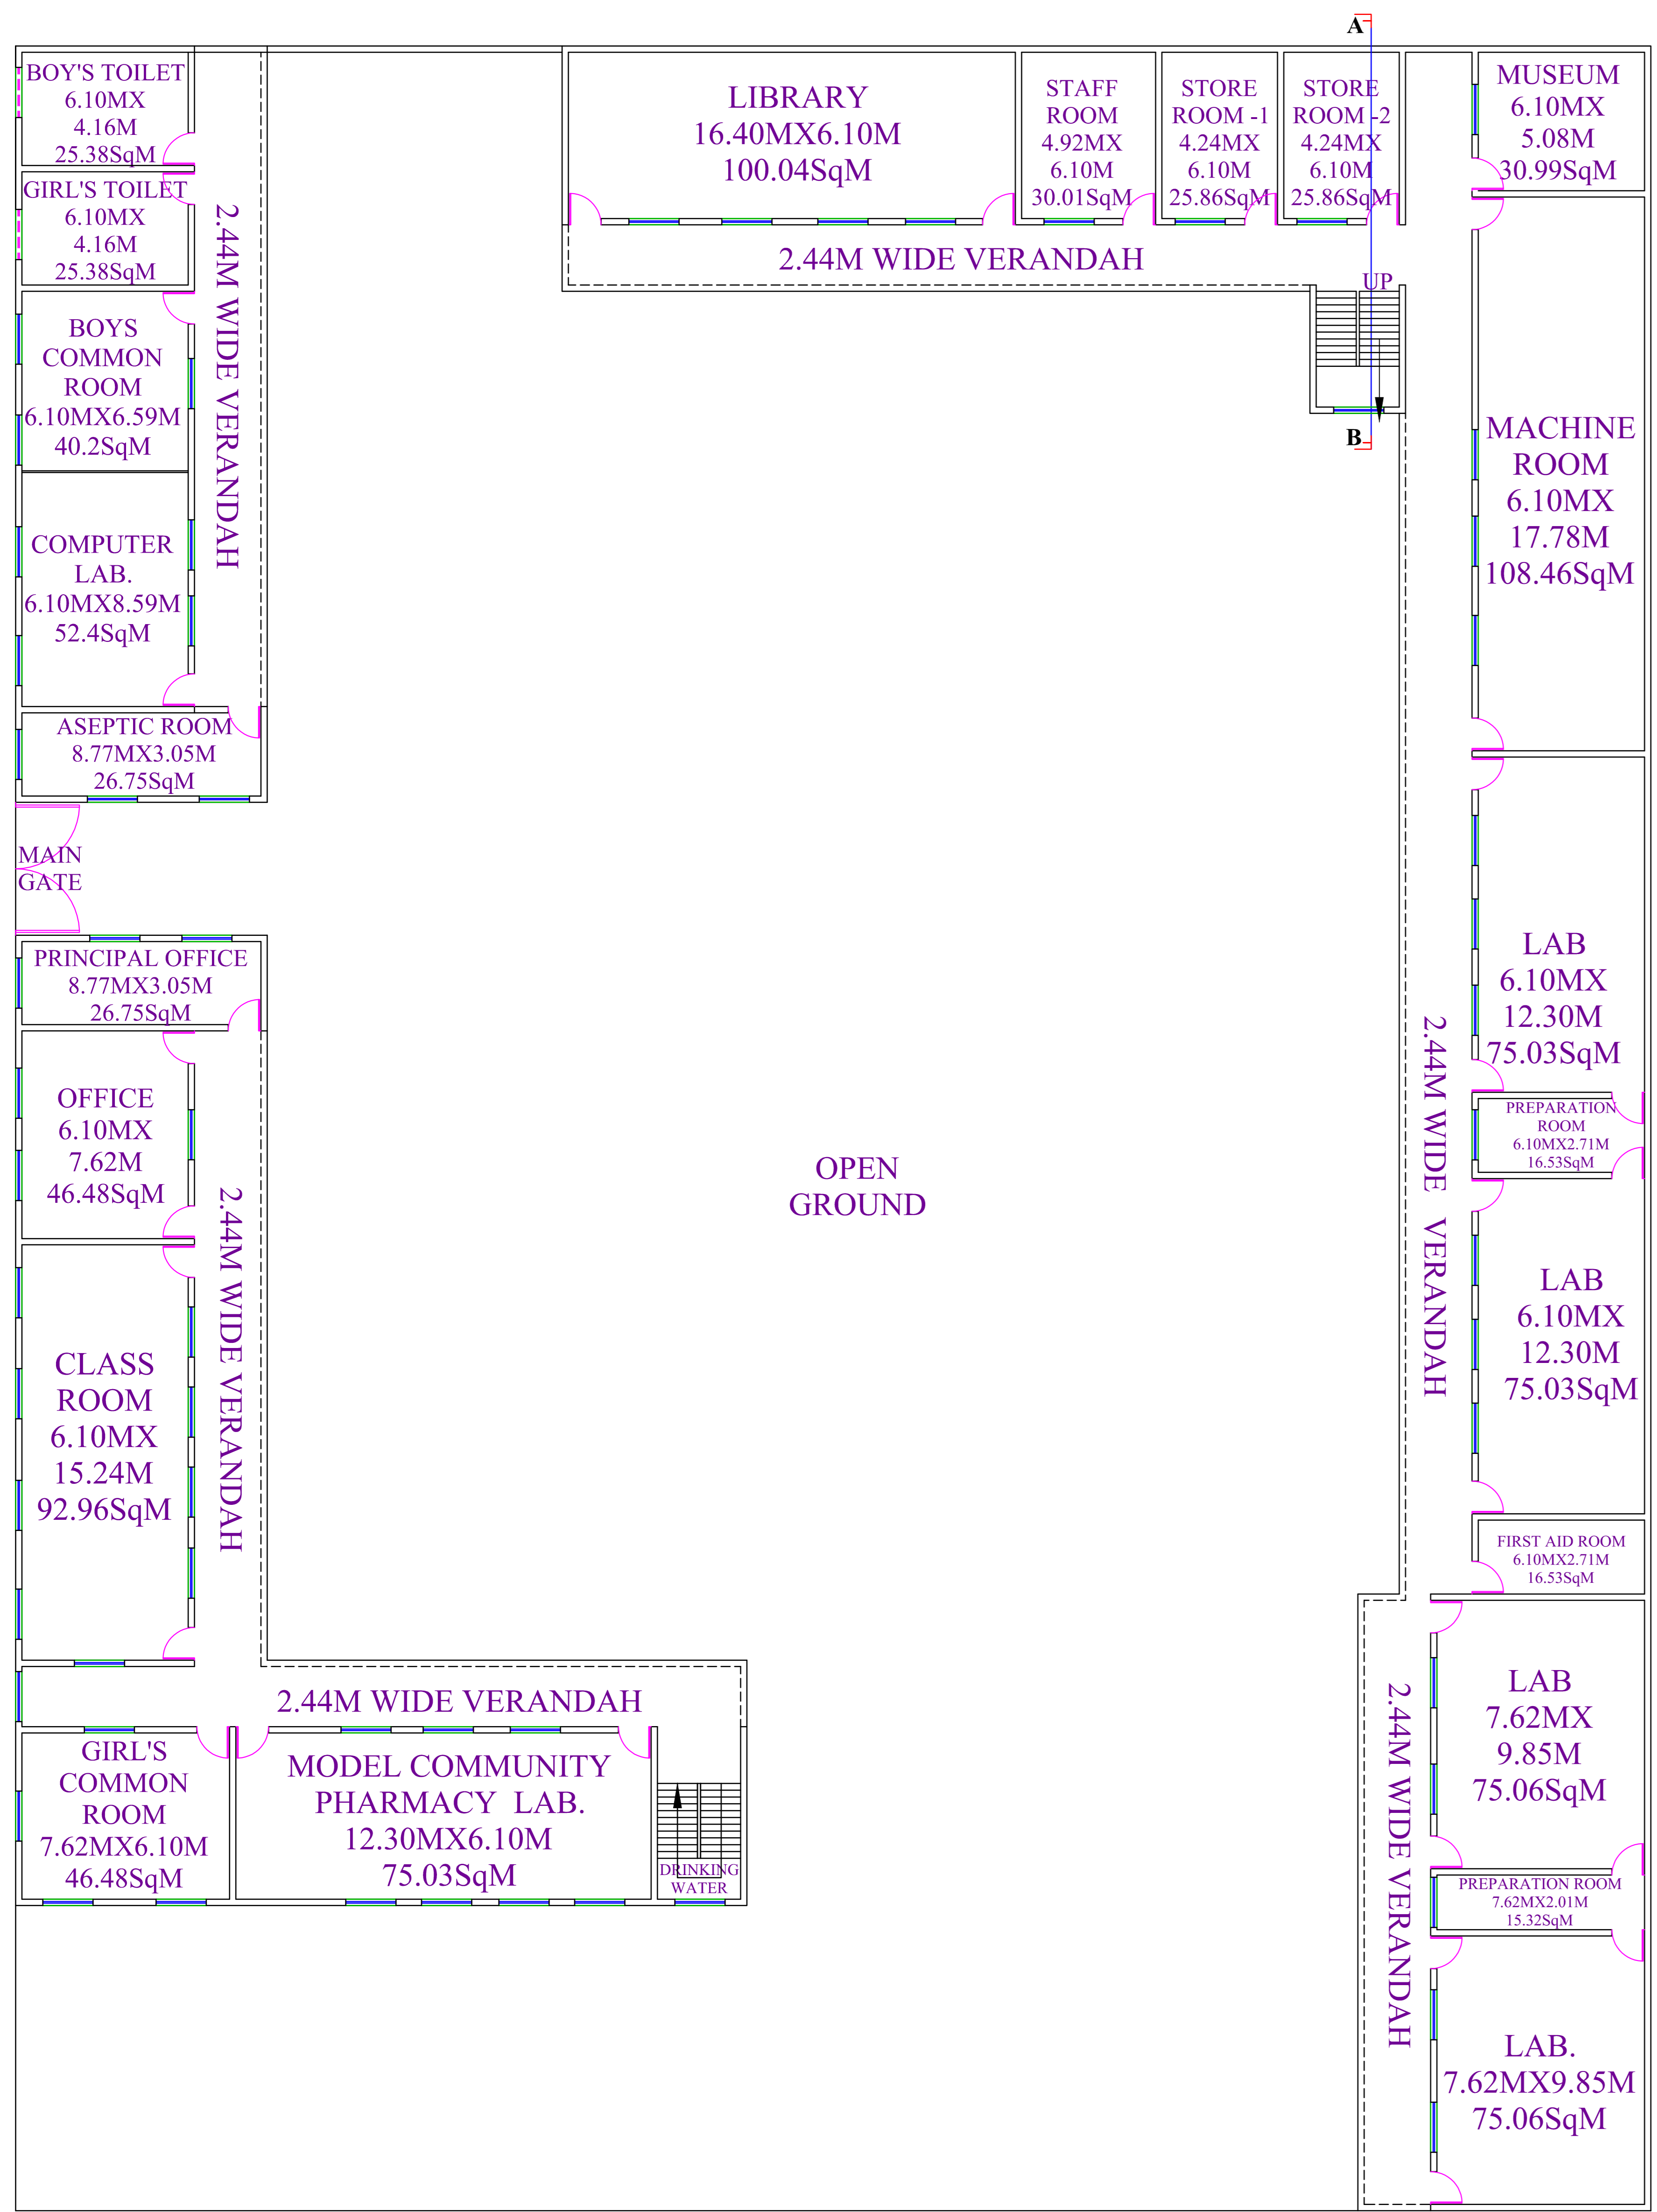 A
BOY'S TOILET
6.10MX
4.16M
25.38SqM
GIRL'S TOILET
6.10MX
4.16M
25.38SqM
2.44M WIDE VERANDAH
BOYS
COMMON
ROOM
6.10MX6.59M
40.2SqM
COMPUTER
LAB.
6.10MX8.59M
52.4SqM
ASEPTIC ROOM
8.77MX3.05M
26.75SqM
MAIN
GATE
PRINCIPAL OFFICE
8.77MX3.05M
26.75SqM
OFFICE
6.10MX
7.62M
46.48SqM
2.44M WIDE VERANDAH
CLASS
ROOM
6.10MX
15.24M
92.96SqM
2.44M WIDE VERANDAH
GIRL'S
COMMON
ROOM
7.62MX6.10M
46.48SqM
MODEL COMMUNITY
PHARMACY LAB.
12.30MX6.10M
75.03SqM
DRINKING
WATER
LIBRARY
16.40MX6.10M
100.04SqM
STAFF
ROOM
4.92MX
6.10M
30.01SqM
STORE
ROOM -1
4.24MX
6.10M
25.86SqM
STORE
ROOM -2
4.24MX
6.10M
25.86SqM
2.44M WIDE VERANDAH
UP
B
OPEN
GROUND
MUSEUM
6.10MX
5.08M
30.99SqM
MACHINE
ROOM
6.10MX
17.78M
108.46SqM
LAB
6.10MX
12.30M
75.03SqM
2.44M WIDE VERANDAH
PREPARATION
ROOM
6.10MX2.71M
16.53SqM
LAB
6.10MX
12.30M
75.03SqM
FIRST AID ROOM
6.10MX2.71M
16.53SqM
LAB
7.62MX
9.85M
75.06SqM
2.44M WIDE VERANDAH
PREPARATION ROOM
7.62MX2.01M
15.32SqM
LAB.
7.62MX9.85M
75.06SqM